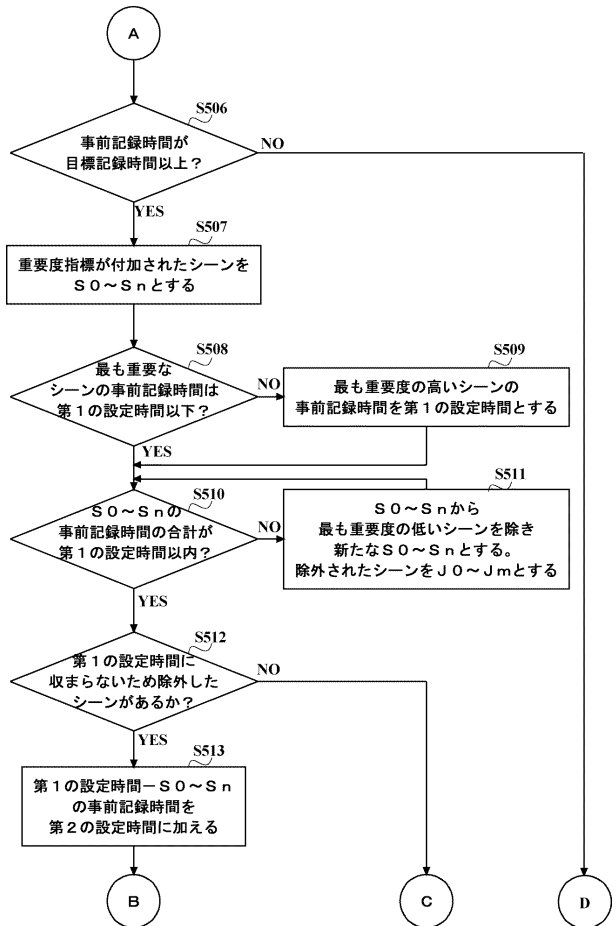 A
S506
事前記録時間が
目標記録時間以上？
NO
YES
S507
重要度指標が付加されたシーンを
S0～Snとする
S508
最も重要な
シーンの事前記録時間は
第1の設定時間以下？
NO
YES
S509
最も重要度の高いシーンの
事前記録時間を第1の設定時間とする
S510
S0～Snの
事前記録時間の合計が
第1の設定時間以内？
NO
YES
S511
S0～Snから
最も重要度の低いシーンを除き
新たなS0～Snとする。
除外されたシーンをJ0～Jmとする
S512
第1の設定時間に
収まらないため除外した
シーンがあるか？
NO
YES
S513
第1の設定時間－S0～Sn
の事前記録時間を
第2の設定時間に加える
B
C
D